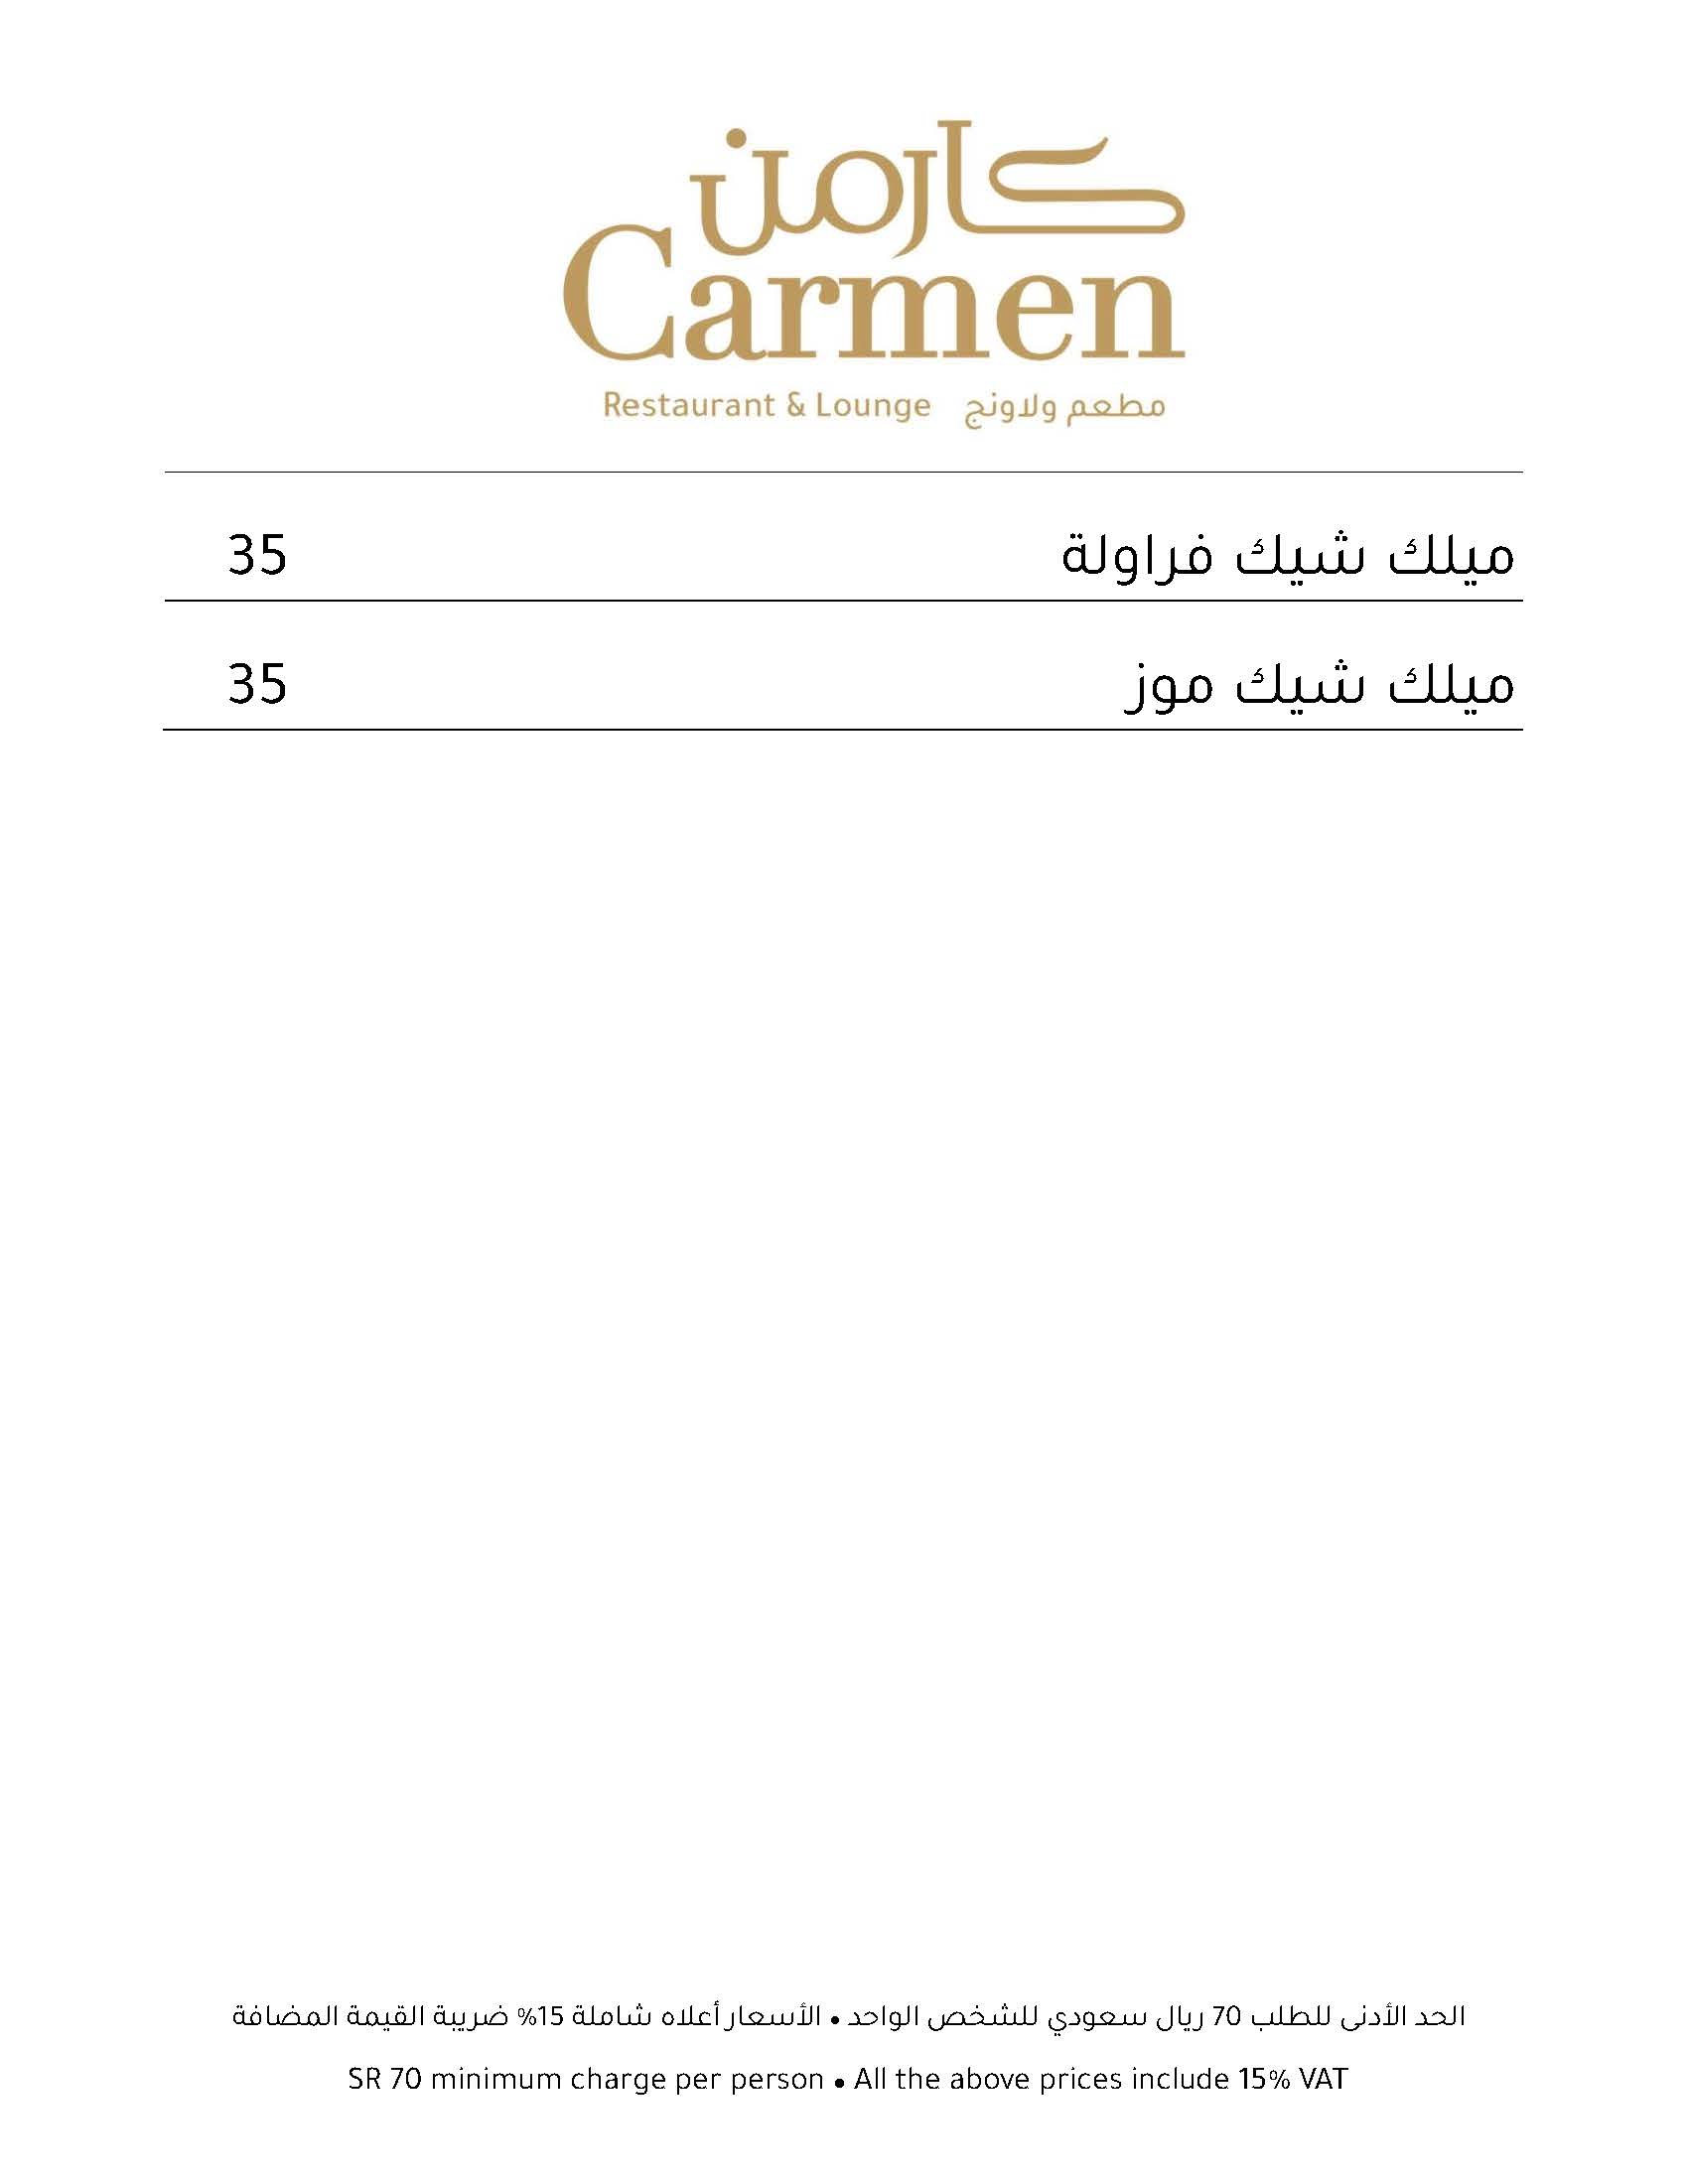 كارمن
Carmen
Restaurant & Lounge مطعم ولاونج
ميلك شيك فراولة 35
ميلك شيك موز 35
الحد الأدنى للطلب 70 ريال سعودي للشخص الواحد • الأسعار أعلاه شاملة 15% ضريبة القيمة المضافة
SR 70 minimum charge per person • All the above prices include 15% VAT